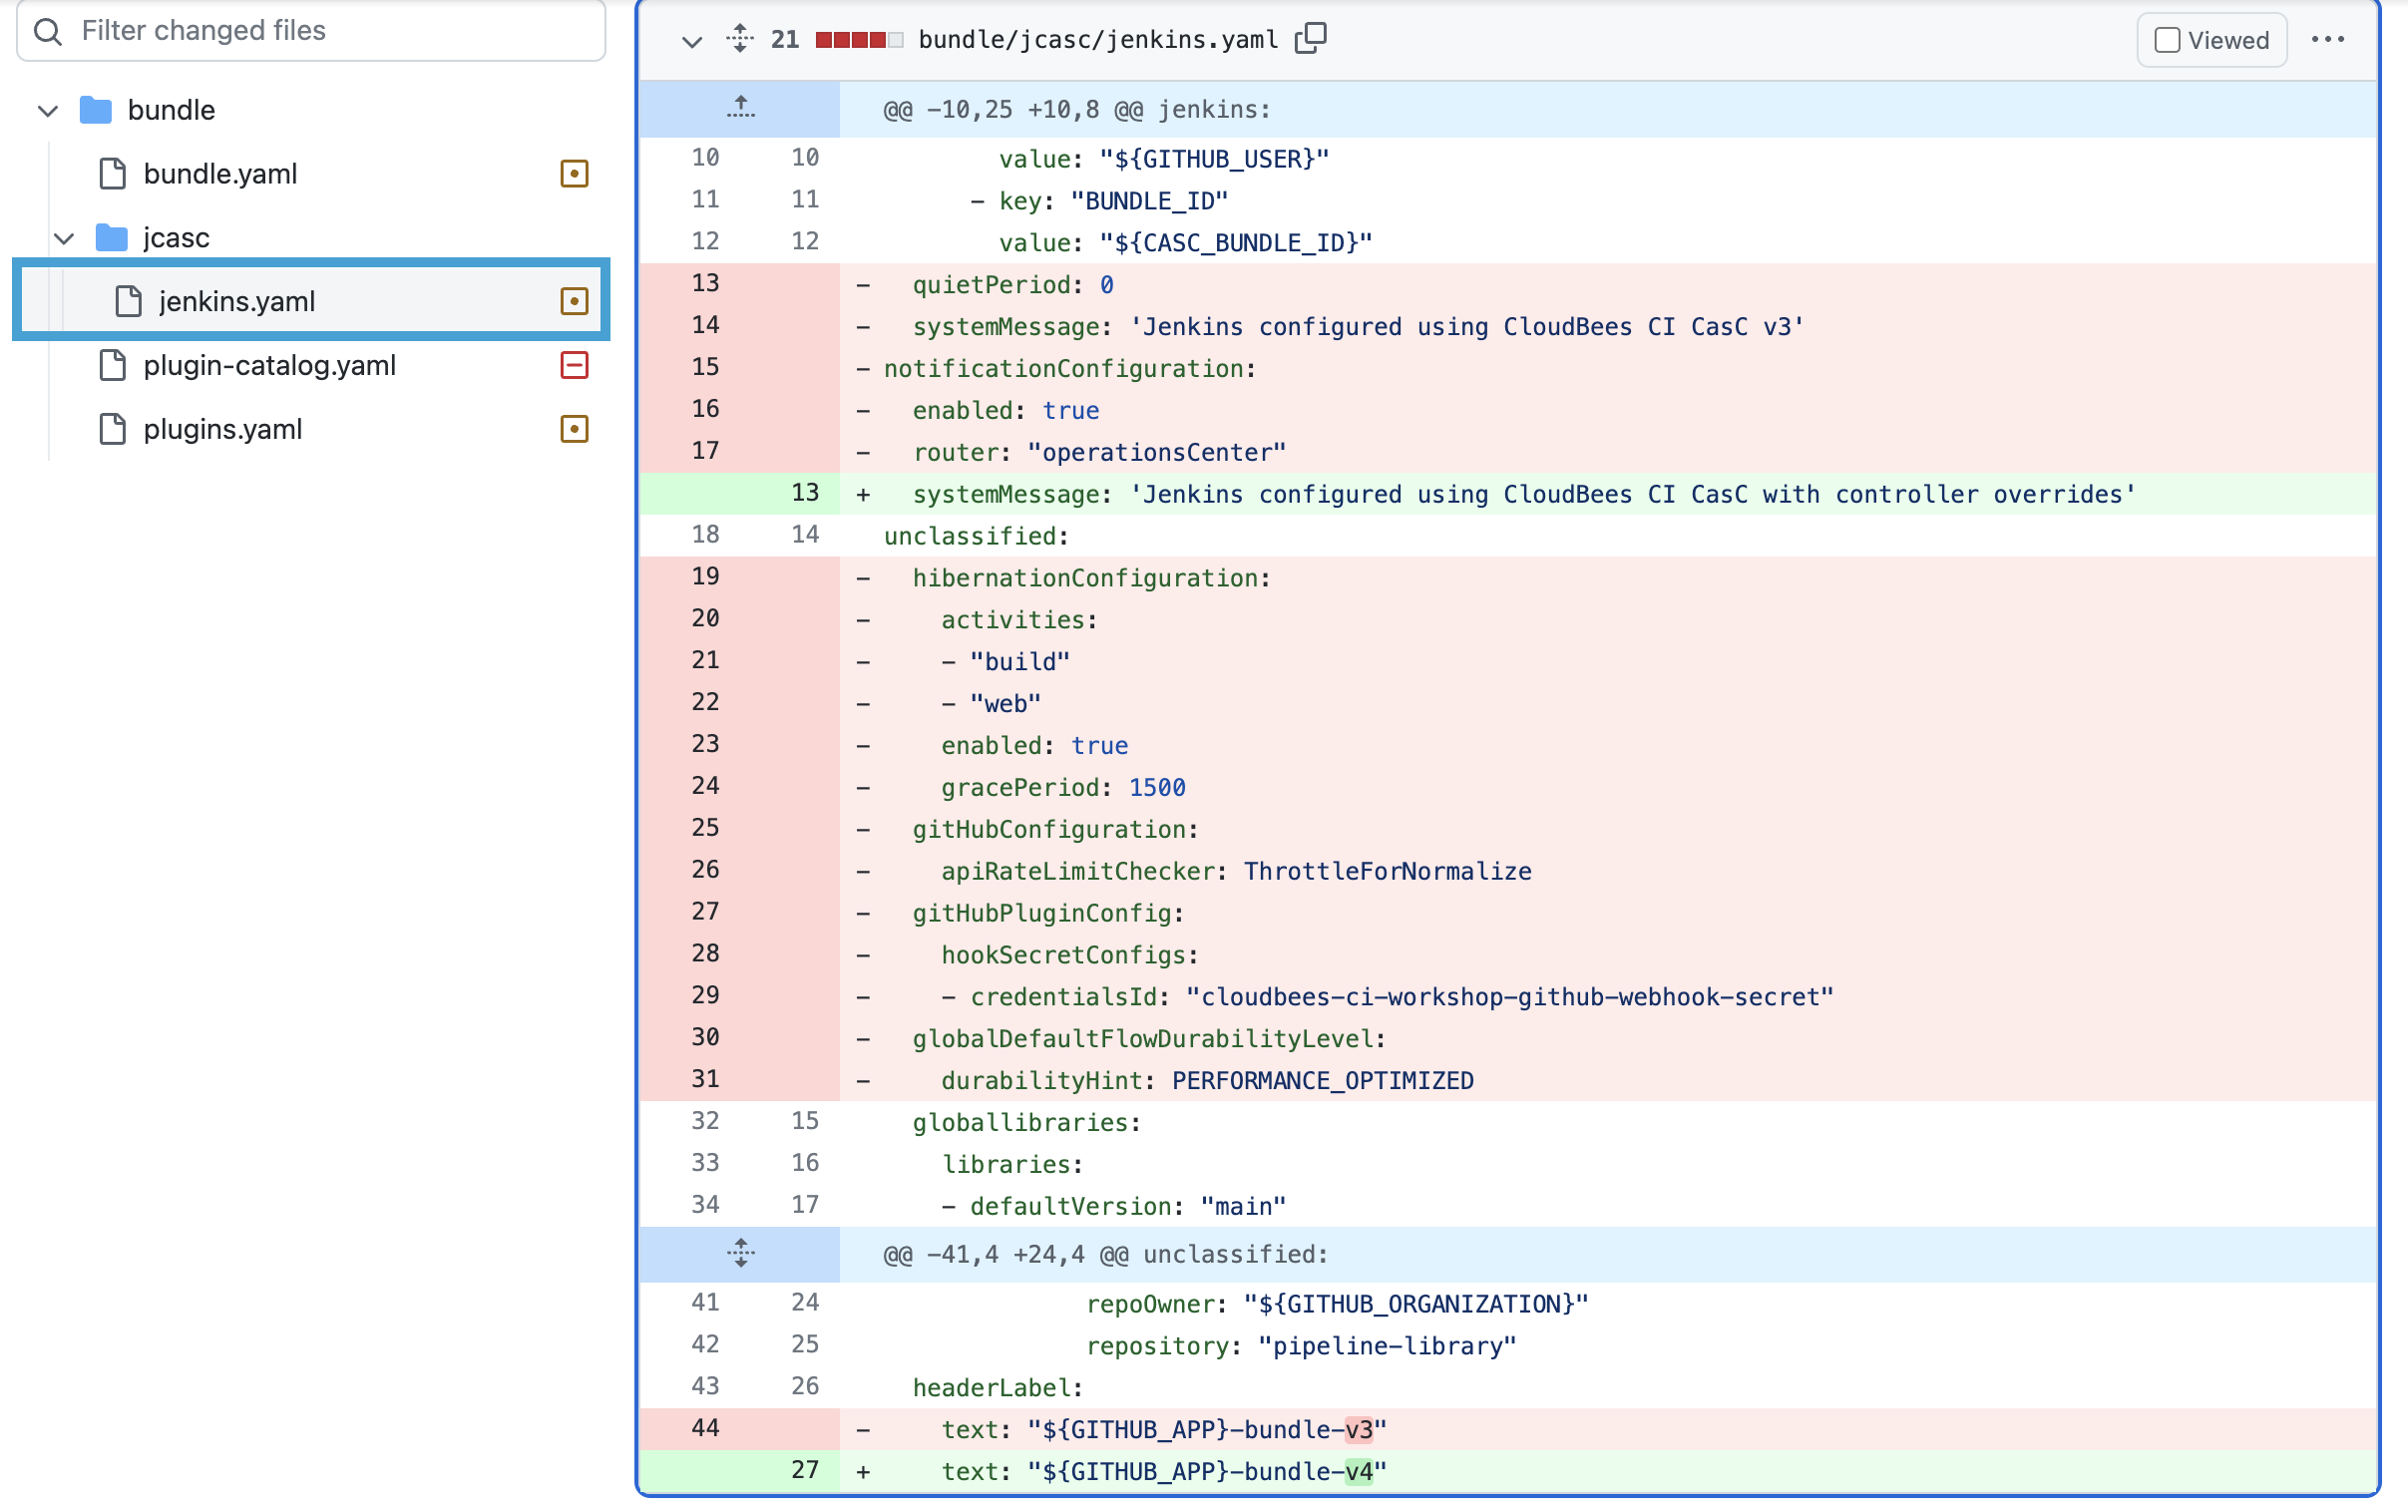 Filter changed files
bundle
bundle.yaml
jcasc
jenkins.yaml
plugin-catalog.yaml
plugins.yaml
21 bundle/jcasc/jenkins.yaml Viewed
@@ -10,25 +10,8 @@ jenkins:
10 10 value: "${GITHUB_USER}"
11 11 - key: "BUNDLE_ID"
12 12 value: "${CASC_BUNDLE_ID}"
13 - quietPeriod: 0
14 - systemMessage: 'Jenkins configured using CloudBees CI CasC v3'
15 - notificationConfiguration:
16 - enabled: true
17 - router: "operationsCenter"
13 + systemMessage: 'Jenkins configured using CloudBees CI CasC with controller overrides'
18 14 unclassified:
19 - hibernationConfiguration:
20 - activities:
21 - - "build"
22 - - "web"
23 - enabled: true
24 - gracePeriod: 1500
25 - gitHubConfiguration:
26 - apiRateLimitChecker: ThrottleForNormalize
27 - gitHubPluginConfig:
28 - hookSecretConfigs:
29 - - credentialsId: "cloudbees-ci-workshop-github-webhook-secret"
30 - globalDefaultFlowDurabilityLevel:
31 - durabilityHint: PERFORMANCE_OPTIMIZED
32 15 globallibraries:
33 16 libraries:
34 17 - defaultVersion: "main"
@@ -41,4 +24,4 @@ unclassified:
41 24 repoOwner: "${GITHUB_ORGANIZATION}"
42 25 repository: "pipeline-library"
43 26 headerLabel:
44 - text: "${GITHUB_APP}-bundle-v3"
27 + text: "${GITHUB_APP}-bundle-v4"